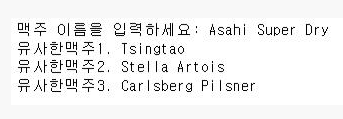 맥주 이름을 입력하세요: Asahi Super Dry
유사한맥주1. Tsingtao
유사한맥주2. Stella Artois
유사한맥주3. Carlsberg Pilsner